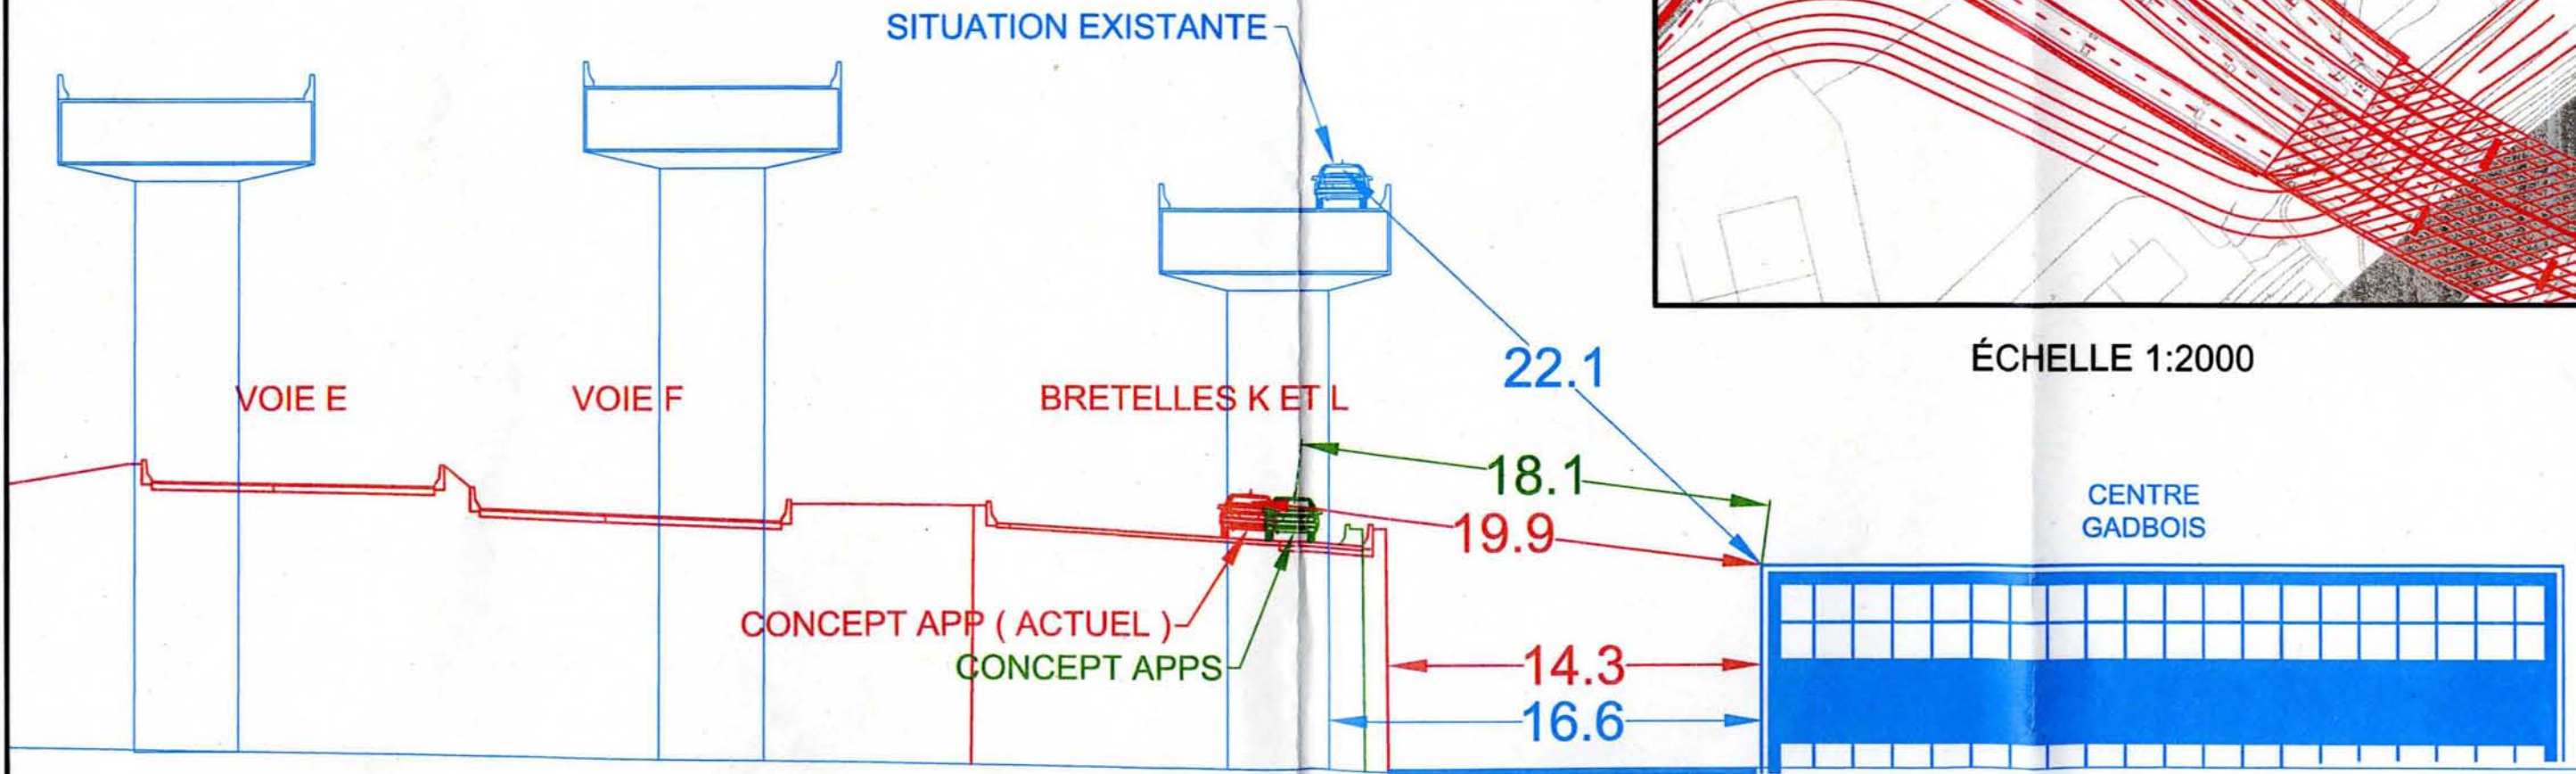 SITUATION EXISTANTE
22.1
ÉCHELLE 1:2000
VOIE E
VOIE F
BRETELLES K ET L
18.1
19.9
CENTRE
GADBOIS
CONCEPT APP ( ACTUEL )
CONCEPT APPS
14.3
16.6